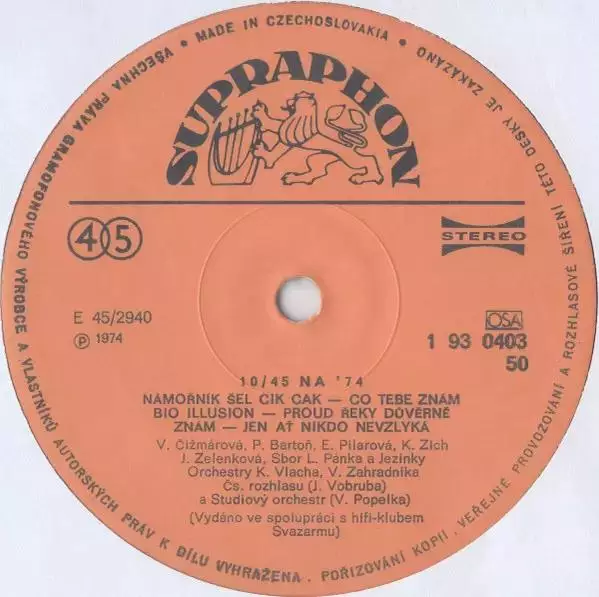 VŠECHNA PRÁVA GRAMOFONOVÉHO VÝROBCE A VLASTNÍKŮ AUTORSKÝCH PRÁV K DÍLU VYHRAŽENA . POŘIZOVÁNÍ KOPIÍ . VEŘEJNÉ PROVOZOVÁNÍ A ROZHLASOVÉ ŠÍŘENÍ TÉTO DESKY JE ZAKÁZÁNO
• MADE IN CZECHOSLOVAKIA •
SUPRAPHON
45
STEREO
E 45/2940
℗ 1974
OSA
1 93 0403
50
10/45 NA '74
NÁMOŘNÍK ŠEL CIK CAK — CO TEBE ZNÁM
BIO ILLUSION — PROUD ŘEKY DŮVĚRNĚ
ZNÁM — JEN AŤ NIKDO NEVZLYKÁ
V. Čižmárová, P. Bartoň, E. Pilarová, K. Zich
J. Zelenková, Sbor L. Pánka a Jezinky
Orchestry K. Vlacha, V. Zahradníka
Čs. rozhlasu (J. Vobruba)
a Studiový orchestr (V. Popelka)
(Vydáno ve spolupráci s hifi-klubem
Svazarmu)